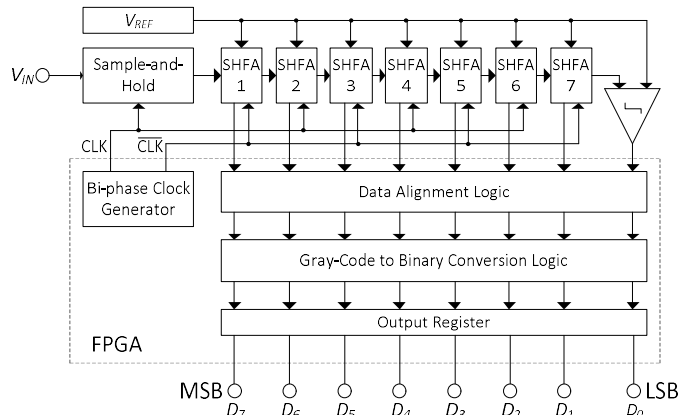 VREF
VIN
Sample-and-
Hold
SHFA
1
SHFA
2
SHFA
3
SHFA
4
SHFA
5
SHFA
6
SHFA
7
CLK
CLK
Bi-phase Clock
Generator
Data Alignment Logic
Gray-Code to Binary Conversion Logic
Output Register
FPGA
MSB
LSB
D7
D6
D5
D4
D3
D2
D1
D0